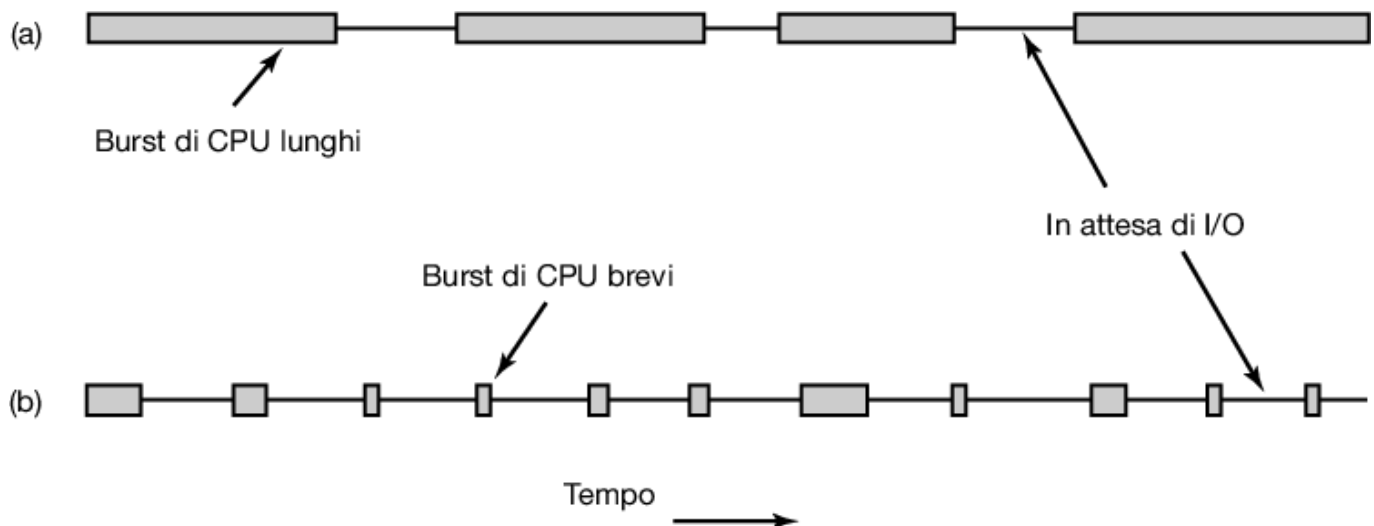 (a)
Burst di CPU lunghi
In attesa di I/O
Burst di CPU brevi
(b)
Tempo